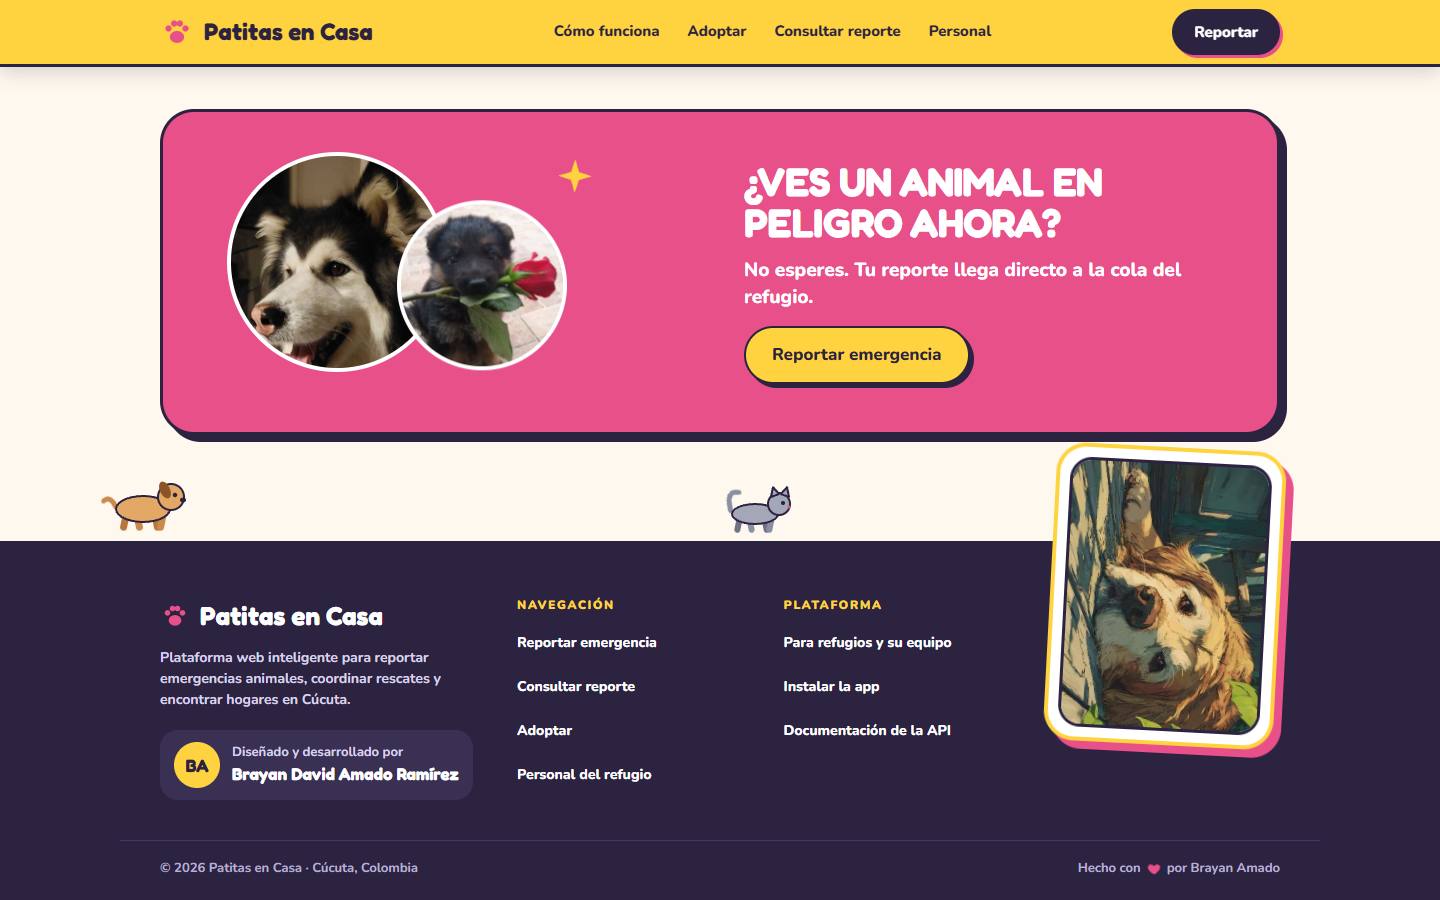 Patitas en Casa
Cómo funciona
Adoptar
Consultar reporte
Personal
Reportar
¿VES UN ANIMAL EN
PELIGRO AHORA?
No esperes. Tu reporte llega directo a la cola del
refugio.
Reportar emergencia
Patitas en Casa
Plataforma web inteligente para reportar
emergencias animales, coordinar rescates y
encontrar hogares en Cúcuta.
BA
Diseñado y desarrollado por
Brayan David Amado Ramírez
NAVEGACIÓN
Reportar emergencia
Consultar reporte
Adoptar
Personal del refugio
PLATAFORMA
Para refugios y su equipo
Instalar la app
Documentación de la API
© 2026 Patitas en Casa · Cúcuta, Colombia
Hecho con por Brayan Amado